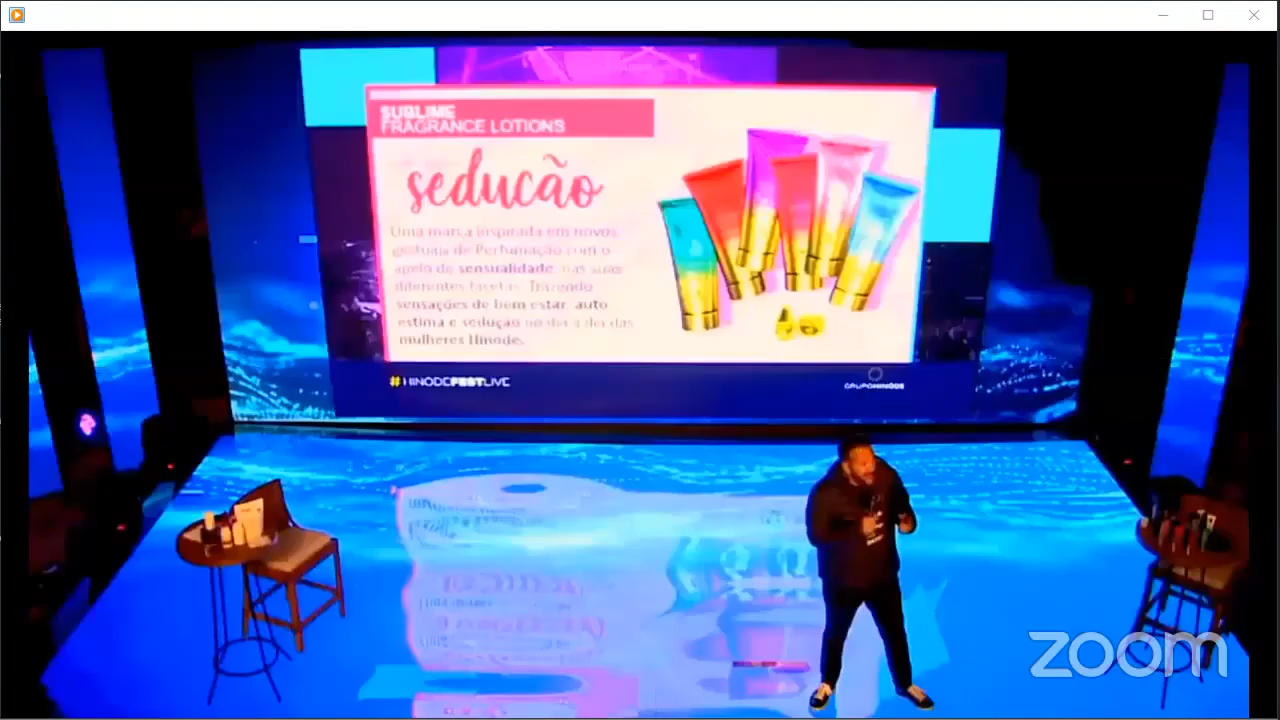 SUBLIME
FRAGRANCE LOTIONS
sedução
Uma marca inspirada em novos
gestuais de Perfumação com o
apelo de sensualidade, nas suas
diferentes facetas. Trazendo
sensações de bem estar, auto
estima e sedução no dia a dia das
mulheres Hinode.
#HINODEFESTLIVE
GRUPOHINODE
zoom